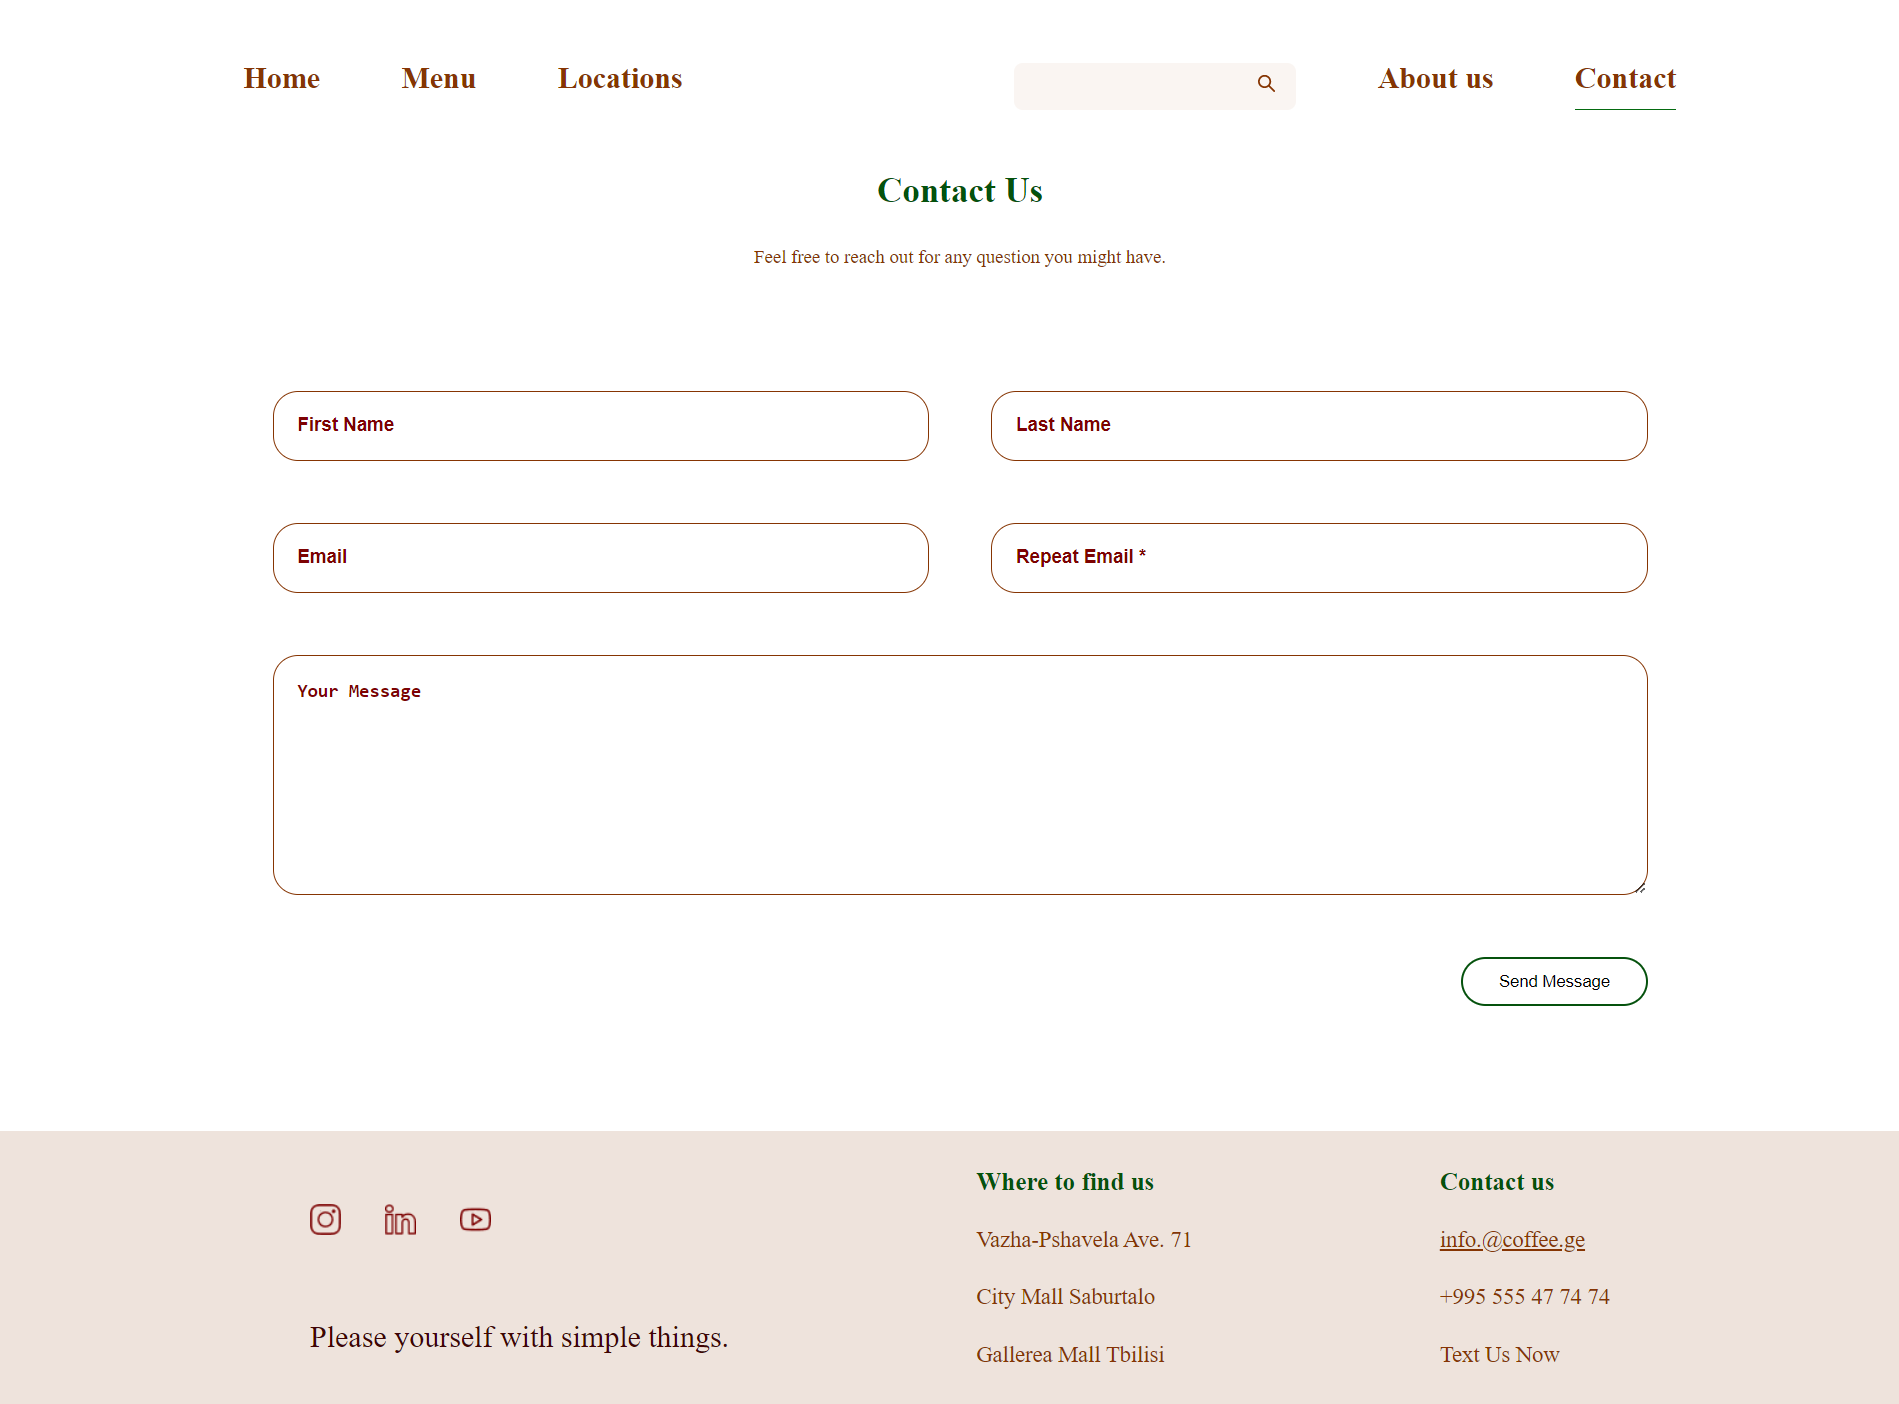 Home Menu Locations About us Contact
Contact Us
Feel free to reach out for any question you might have.
First Name
Last Name
Email
Repeat Email *
Your Message
Send Message
Please yourself with simple things.
Where to find us
Vazha-Pshavela Ave. 71
City Mall Saburtalo
Gallerea Mall Tbilisi
Contact us
info.@coffee.ge
+995 555 47 74 74
Text Us Now